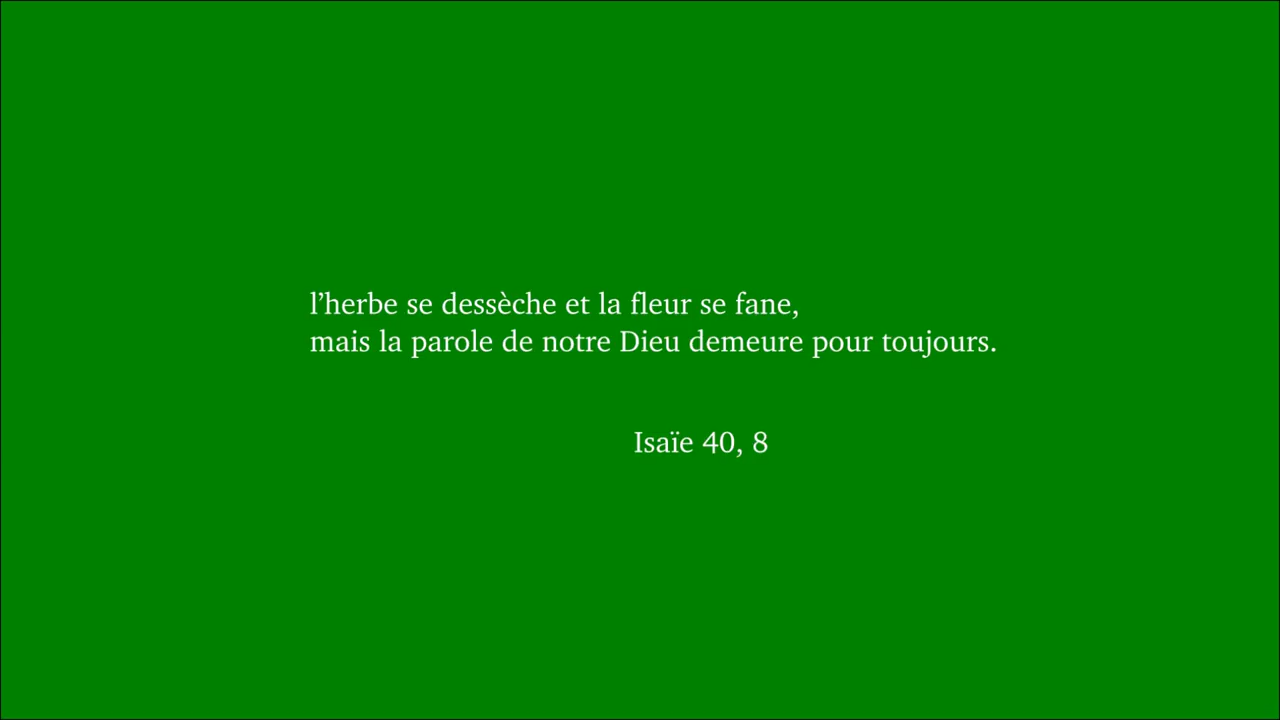 l’herbe se dessèche et la fleur se fane,
mais la parole de notre Dieu demeure pour toujours.
Isaïe 40, 8